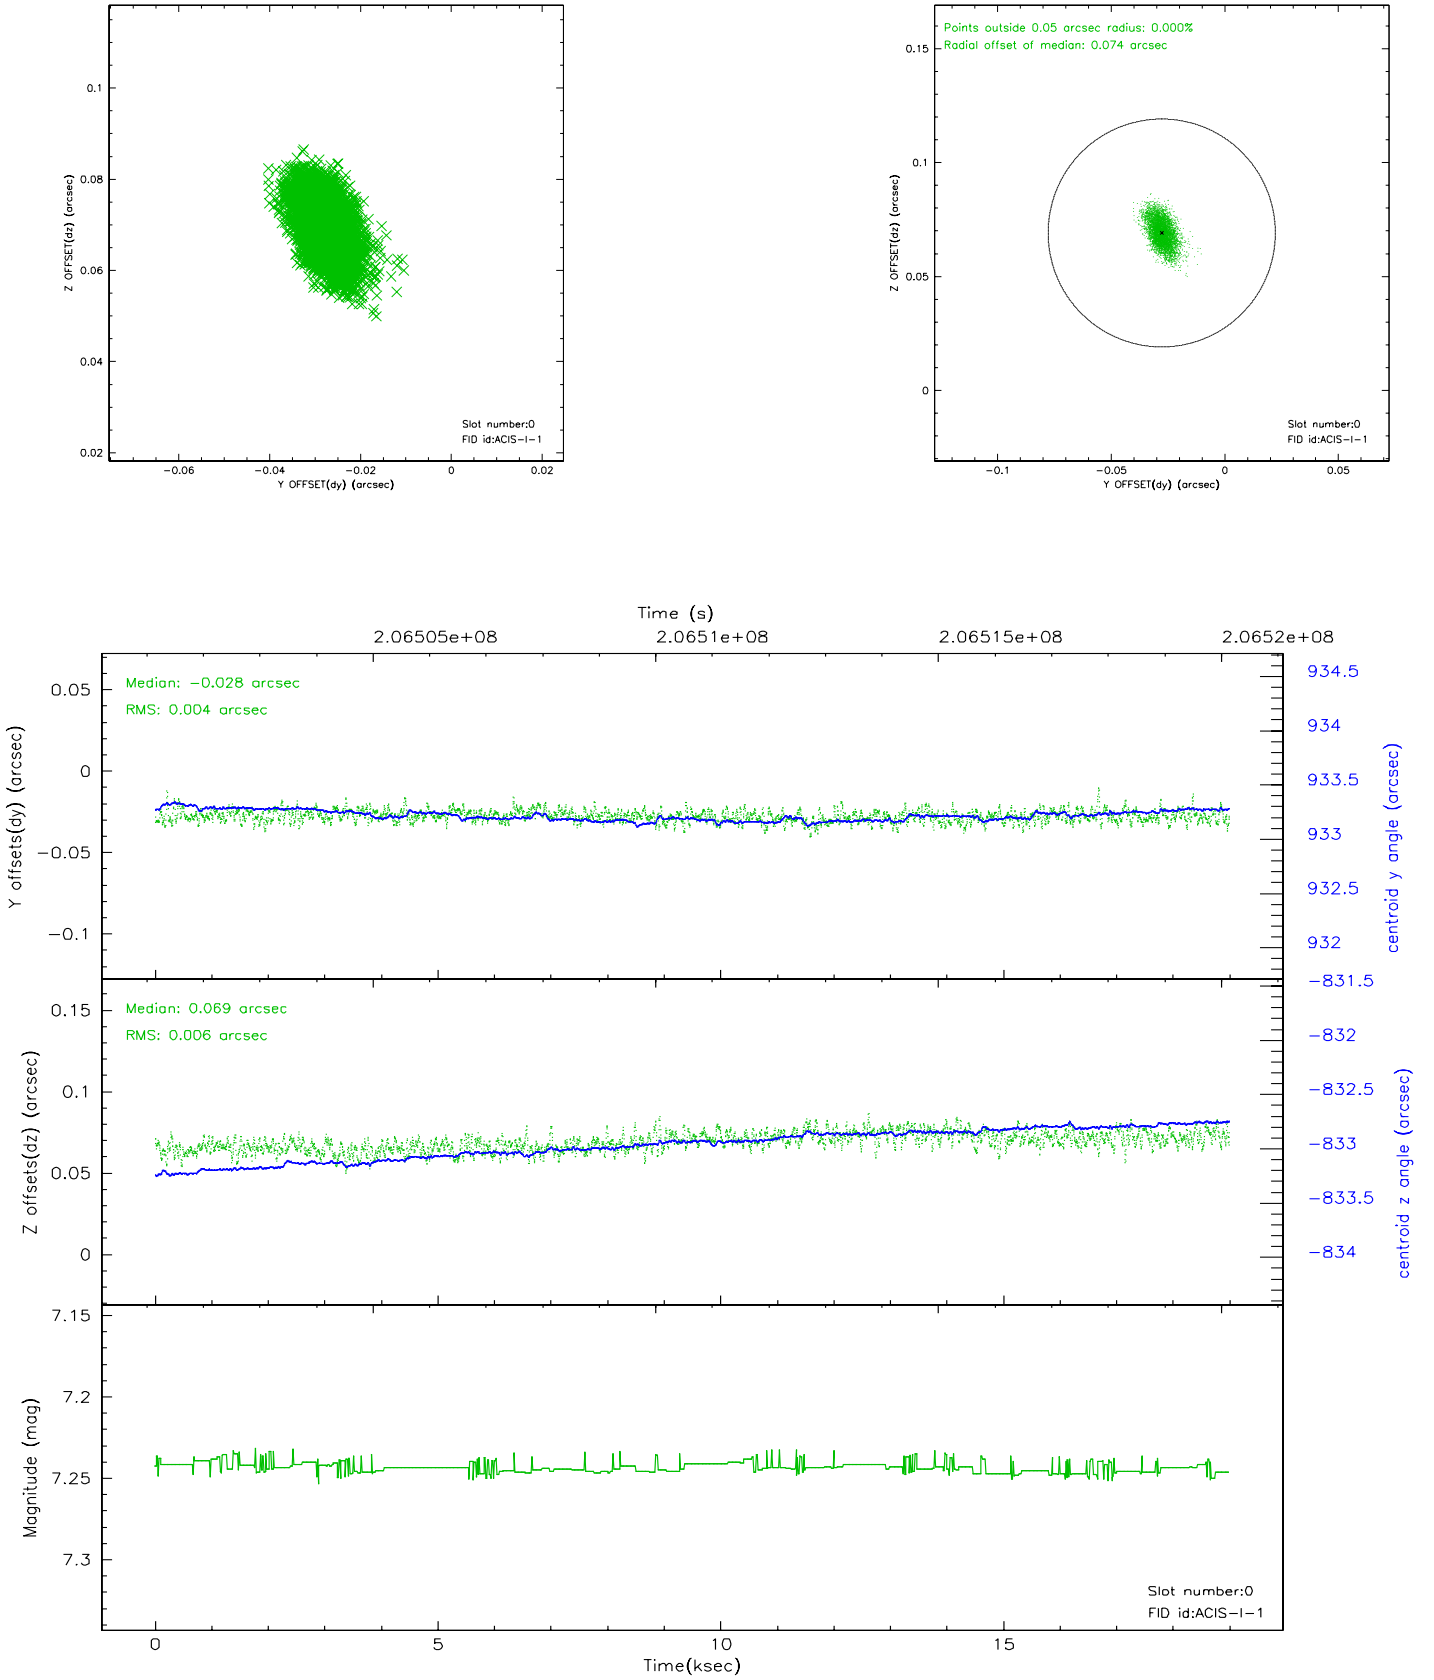 0.1
0.08
0.06
0.04
0.02
Z OFFSET(dz) (arcsec)
Slot number:0
FID id:ACIS-I-1
-0.06 -0.04 -0.02 0 0.02
Y OFFSET(dy) (arcsec)
Points outside 0.05 arcsec radius: 0.000%
Radial offset of median: 0.074 arcsec
0.15
0.1
0.05
0
Z OFFSET(dz) (arcsec)
Slot number:0
FID id:ACIS-I-1
-0.1 -0.05 0 0.05
Y OFFSET(dy) (arcsec)
Time (s)
2.06505e+08 2.0651e+08 2.06515e+08 2.0652e+08
Median: -0.028 arcsec
RMS: 0.004 arcsec
0.05
0
-0.05
-0.1
Y offsets(dy) (arcsec)
934.5
934
933.5
933
932.5
932
centroid y angle (arcsec)
Median: 0.069 arcsec
RMS: 0.006 arcsec
0.15
0.1
0.05
0
Z offsets(dz) (arcsec)
-831.5
-832
-832.5
-833
-833.5
-834
centroid z angle (arcsec)
7.15
7.2
7.25
7.3
Magnitude (mag)
Slot number:0
FID id:ACIS-I-1
0 5 10 15
Time(ksec)